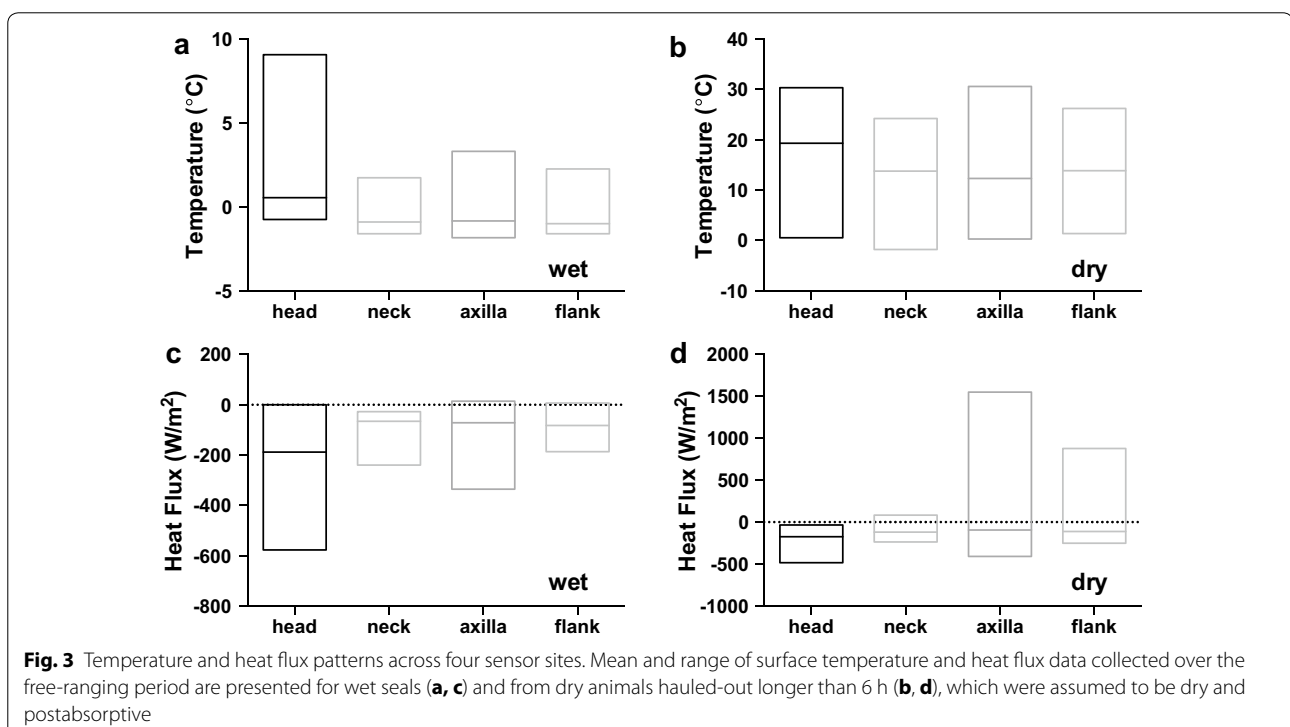 a
10
5
0
-5
Temperature (°C)
wet
head neck axilla flank
b
40
30
20
10
0
-10
Temperature (°C)
dry
head neck axilla flank
c
200
0
-200
-400
-600
-800
Heat Flux (W/m²)
wet
head neck axilla flank
d
2000
1500
1000
500
0
-500
-1000
Heat Flux (W/m²)
dry
head neck axilla flank
Fig. 3 Temperature and heat flux patterns across four sensor sites. Mean and range of surface temperature and heat flux data collected over the
free-ranging period are presented for wet seals (a, c) and from dry animals hauled-out longer than 6 h (b, d), which were assumed to be dry and
postabsorptive